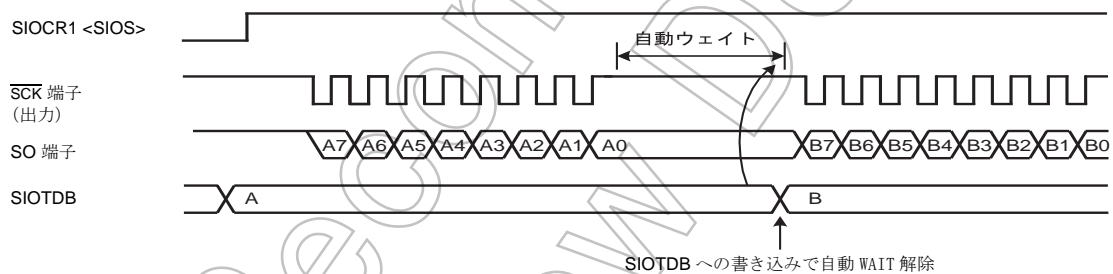 SIOCR1 <SIOS>
自動ウェイト
SCK 端子
(出力)
SO 端子
A7 A6 A5 A4 A3 A2 A1 A0 B7 B6 B5 B4 B3 B2 B1 B0
SIOTDB
A B
SIOTDB への書き込みで自動 WAIT 解除